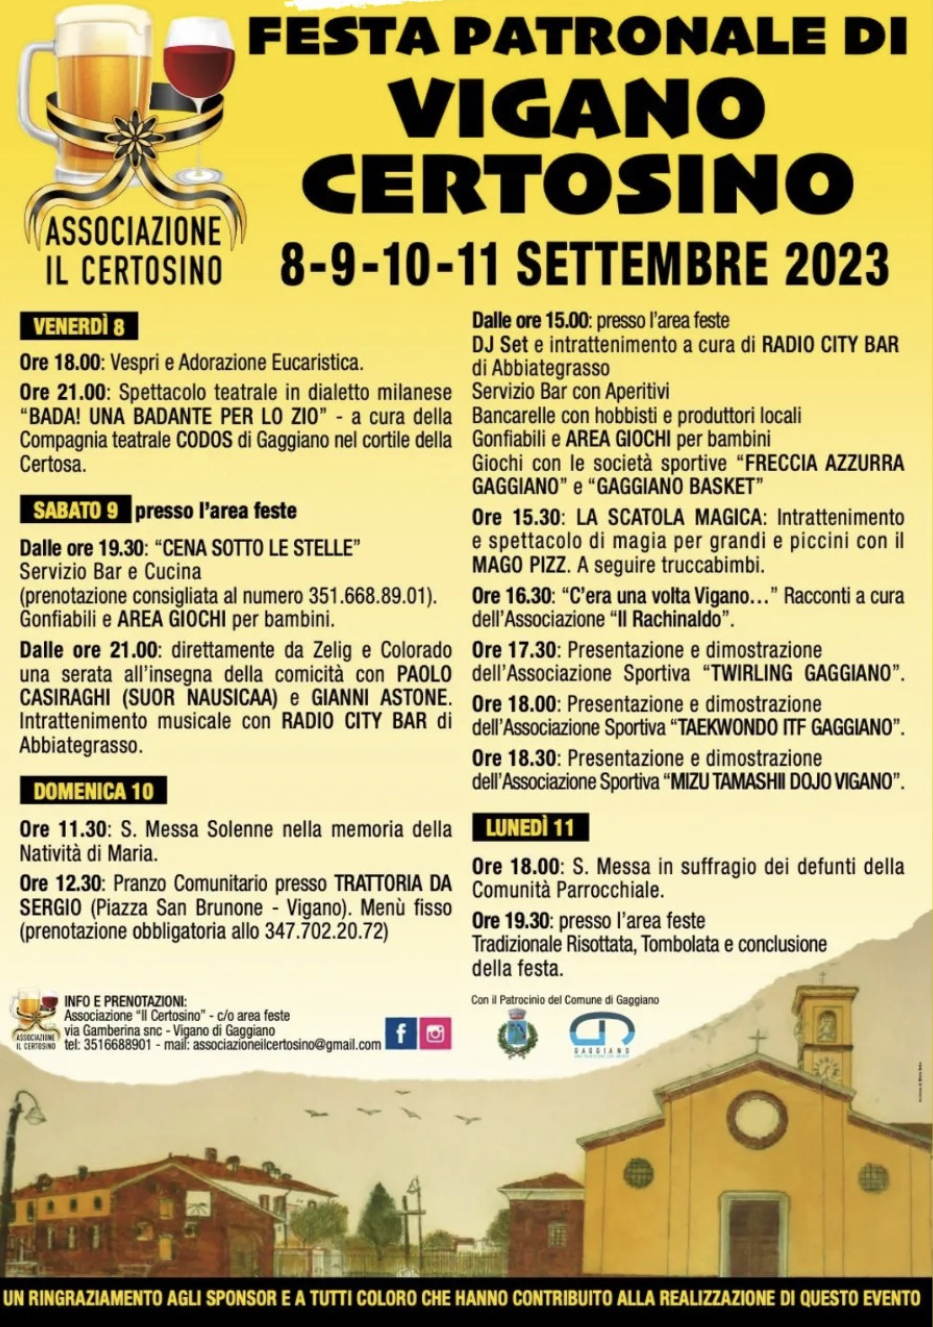 FESTA PATRONALE DI
VIGANO
CERTOSINO
8-9-10-11 SETTEMBRE 2023
ASSOCIAZIONE
IL CERTOSINO
VENERDÌ 8
Ore 18.00: Vespri e Adorazione Eucaristica.
Ore 21.00: Spettacolo teatrale in dialetto milanese
“BADA! UNA BADANTE PER LO ZIO” - a cura della
Compagnia teatrale CODOS di Gaggiano nel cortile della
Certosa.
SABATO 9 presso l’area feste
Dalle ore 19.30: “CENA SOTTO LE STELLE”
Servizio Bar e Cucina
(prenotazione consigliata al numero 351.668.89.01).
Gonfiabili e AREA GIOCHI per bambini.
Dalle ore 21.00: direttamente da Zelig e Colorado
una serata all’insegna della comicità con PAOLO
CASIRAGHI (SUOR NAUSICAA) e GIANNI ASTONE.
Intrattenimento musicale con RADIO CITY BAR di
Abbiategrasso.
DOMENICA 10
Ore 11.30: S. Messa Solenne nella memoria della
Natività di Maria.
Ore 12.30: Pranzo Comunitario presso TRATTORIA DA
SERGIO (Piazza San Brunone - Vigano). Menù fisso
(prenotazione obbligatoria allo 347.702.20.72)
Dalle ore 15.00: presso l’area feste
DJ Set e intrattenimento a cura di RADIO CITY BAR
di Abbiategrasso
Servizio Bar con Aperitivi
Bancarelle con hobbisti e produttori locali
Gonfiabili e AREA GIOCHI per bambini
Giochi con le società sportive “FRECCIA AZZURRA
GAGGIANO” e “GAGGIANO BASKET”
Ore 15.30: LA SCATOLA MAGICA: Intrattenimento
e spettacolo di magia per grandi e piccini con il
MAGO PIZZ. A seguire truccabimbi.
Ore 16.30: “C’era una volta Vigano…” Racconti a cura
dell’Associazione “Il Rachinaldo”.
Ore 17.30: Presentazione e dimostrazione
dell’Associazione Sportiva “TWIRLING GAGGIANO”.
Ore 18.00: Presentazione e dimostrazione
dell’Associazione Sportiva “TAEKWONDO ITF GAGGIANO”.
Ore 18.30: Presentazione e dimostrazione
dell’Associazione Sportiva “MIZU TAMASHII DOJO VIGANO”.
LUNEDÌ 11
Ore 18.00: S. Messa in suffragio dei defunti della
Comunità Parrocchiale.
Ore 19.30: presso l’area feste
Tradizionale Risottata, Tombolata e conclusione
della festa.
ASSOCIAZIONE
IL CERTOSINO
INFO E PRENOTAZIONI:
Associazione “Il Certosino” - c/o area feste
via Gamberina snc - Vigano di Gaggiano
tel: 3516688901 - mail: associazioneilcertosino@gmail.com
Con il Patrocinio del Comune di Gaggiano
GAGGIANO
UN RINGRAZIAMENTO AGLI SPONSOR E A TUTTI COLORO CHE HANNO CONTRIBUITO ALLA REALIZZAZIONE DI QUESTO EVENTO